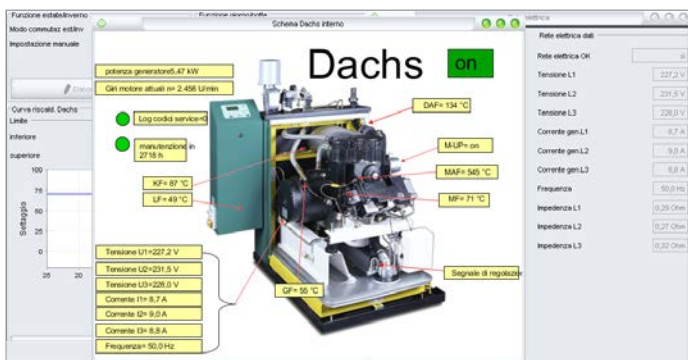 Funzione estate/inverno
Funzione giorno/notte
Modo commutaz est/inv
Impostazione manuale
Curva riscald. Dachs
Limite
inferiore
superiore
100
75
50
25
0
Settaggio
25
20
Schema Dachs interno
Dachs
on
potenza generatore5,47 kW
Giri motore attuali n= 2.458 U/min
Log codici service=0
manutenzione in
2718 h
DAF= 134 °C
M-UP= on
MAF= 545 °C
MF= 71 °C
KF= 87 °C
LF= 49 °C
Tensione U1=227,2 V
Tensione U2=231,5 V
Tensione U3=228,0 V
Corrente I1= 8,7 A
Corrente I2= 9,0 A
Corrente I3= 8,8 A
Frequenza= 50,0 Hz
GF= 55 °C
Segnale di regolazion
elettrica
Rete elettrica dati
Rete elettrica OK
si
Tensione L1
227,2 V
Tensione L2
231,5 V
Tensione L3
228,0 V
Corrente gen.L1
8,7 A
Corrente gen.L2
9,0 A
Corrente gen.L3
8,8 A
Frequenza
50,0 Hz
Impedenza L1
0,29 Ohm
Impedenza L2
0,27 Ohm
Impedenza L3
0,32 Ohm